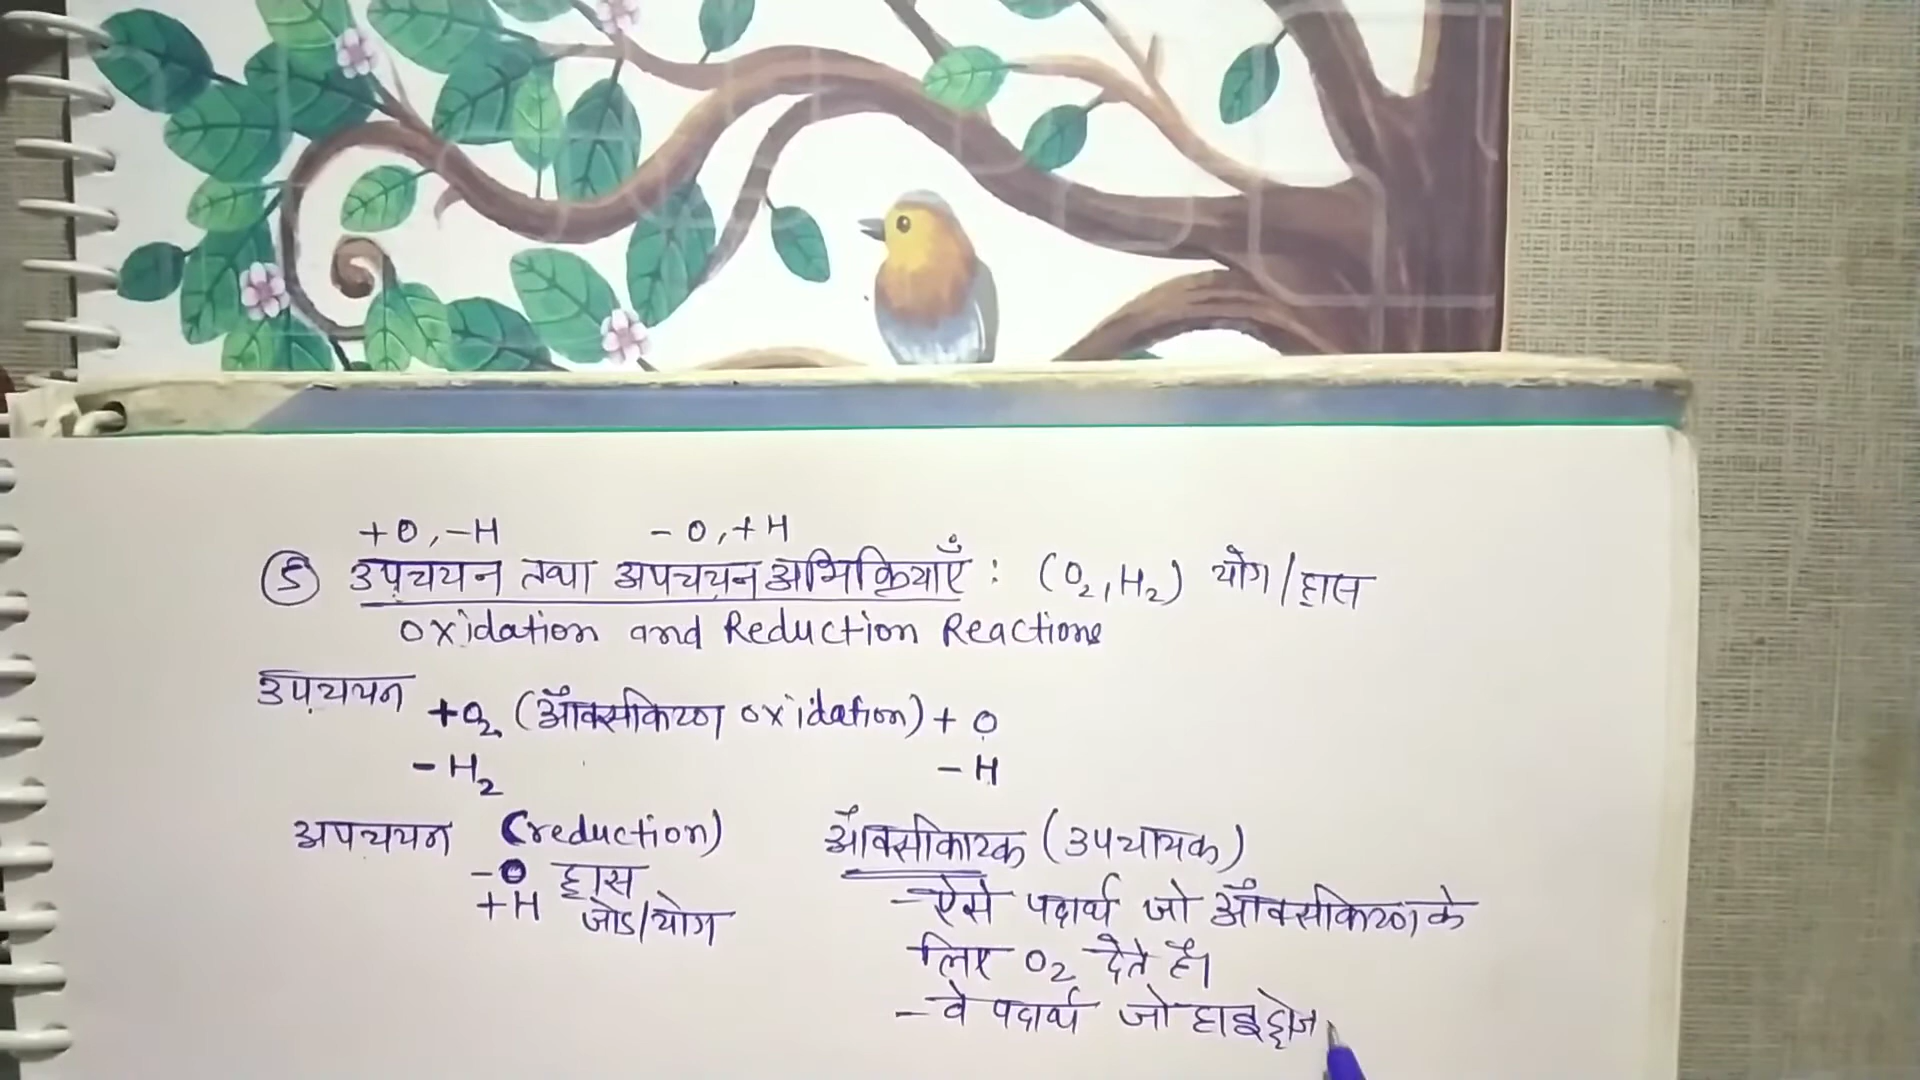 +O, -H - O, + H
⑤ उपचयन तथा अपचयन अभिक्रियाएँ : (O₂, H₂) योग/ह्रास
Oxidation and Reduction Reactions
उपचयन +O₂ (ऑक्सीकरण oxidation) + O
- H₂ - H
अपचयन (reduction)
-O ह्रास
+H जोड/योग
ऑक्सीकारक (उपचायक)
- ऐसे पदार्थ जो ऑक्सीकरण के
लिए O₂ देते हैं।
- वे पदार्थ जो हाइड्रोज